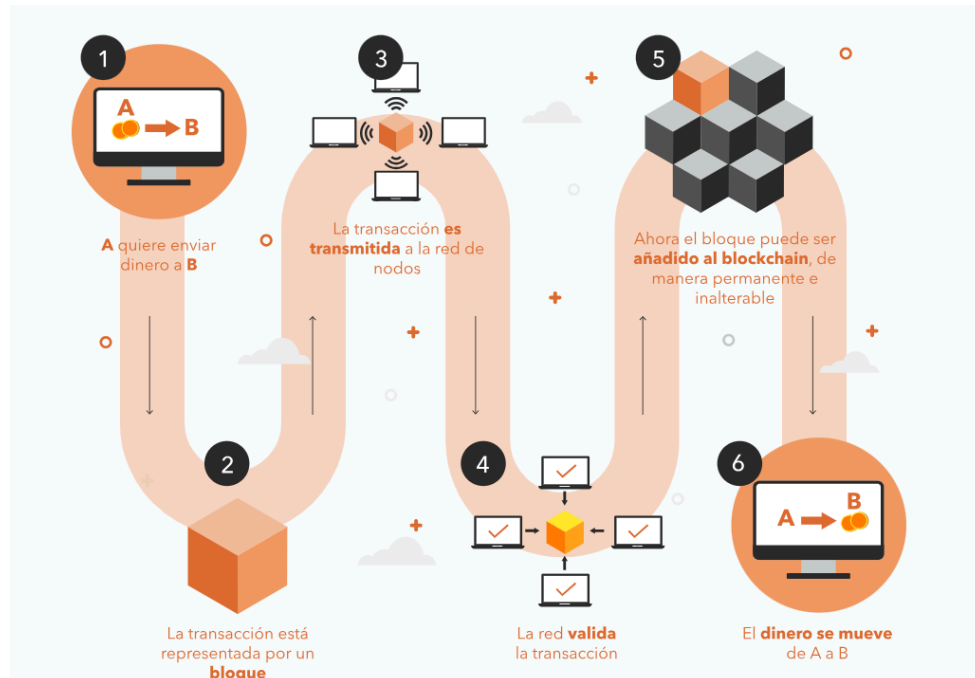 1
A
B
A quiere enviar
dinero a B
2
La transacción está
representada por un
bloque
3
La transacción es
transmitida a la red de
nodos
4
La red valida
la transacción
5
Ahora el bloque puede ser
añadido al blockchain, de
manera permanente e
inalterable
6
A
B
El dinero se mueve
de A a B